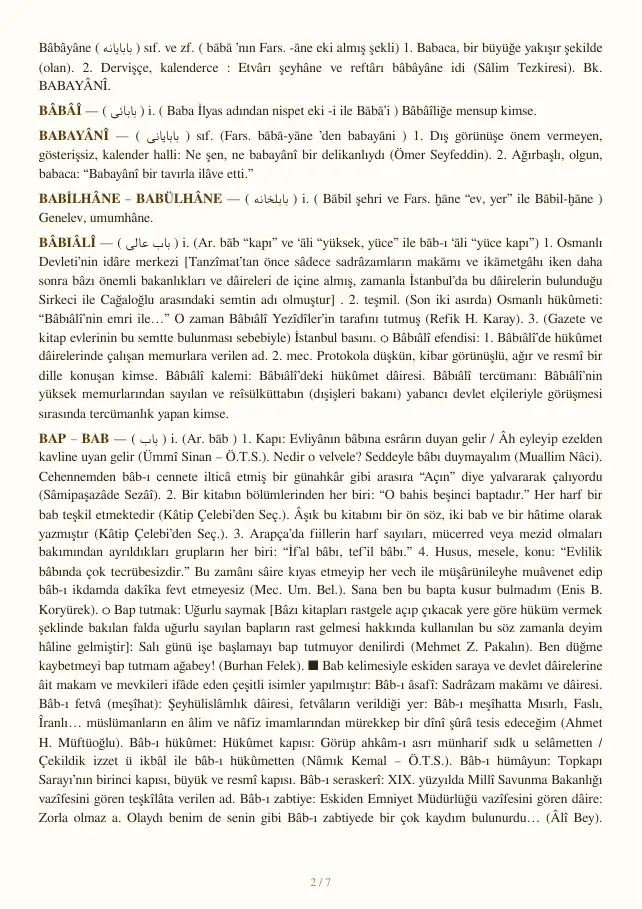 Bâbâyâne ( بابایانه ) sıf. ve zf. ( bābā ’nın Fars. -āne eki almış şekli) 1. Babaca, bir büyüğe yakışır şekilde
(olan). 2. Dervişçe, kalenderce : Etvârı şeyhâne ve reftârı bâbâyâne idi (Sâlim Tezkiresi). Bk.
BABAYÂNÎ.
BÂBÂÎ — ( بابائی ) i. ( Baba İlyas adından nispet eki -i ile Bābā’i ) Bâbâîliğe mensup kimse.
BABAYÂNÎ — ( بابایانی ) sıf. (Fars. bābā-yāne ’den babayāni ) 1. Dış görünüşe önem vermeyen,
gösterişsiz, kalender halli: Ne şen, ne babayânî bir delikanlıydı (Ömer Seyfeddin). 2. Ağırbaşlı, olgun,
babaca: “Babayânî bir tavırla ilâve etti.”
BABİLHÂNE – BABÜLHÂNE — ( بابلخانه ) i. ( Bābil şehri ve Fars. ḫāne “ev, yer” ile Bābil-ḫāne )
Genelev, umumhâne.
BÂBIÂLÎ — ( باب عالی ) i. (Ar. bāb “kapı” ve ‘āli “yüksek, yüce” ile bāb-ı ‘āli “yüce kapı”) 1. Osmanlı
Devleti’nin idâre merkezi [Tanzîmat’tan önce sâdece sadrâzamların makāmı ve ikāmetgâhı iken daha
sonra bâzı önemli bakanlıkları ve dâireleri de içine almış, zamanla İstanbul’da bu dâirelerin bulunduğu
Sirkeci ile Cağaloğlu arasındaki semtin adı olmuştur] . 2. teşmil. (Son iki asırda) Osmanlı hükûmeti:
“Bâbıâlî’nin emri ile…” O zaman Bâbıâlî Yezîdîler’in tarafını tutmuş (Refik H. Karay). 3. (Gazete ve
kitap evlerinin bu semtte bulunması sebebiyle) İstanbul basını. ѻ Bâbıâlî efendisi: 1. Bâbıâlî’de hükûmet
dâirelerinde çalışan memurlara verilen ad. 2. mec. Protokola düşkün, kibar görünüşlü, ağır ve resmî bir
dille konuşan kimse. Bâbıâlî kalemi: Bâbıâlî’deki hükûmet dâiresi. Bâbıâlî tercümanı: Bâbıâlî’nin
yüksek memurlarından sayılan ve reîsülküttabın (dışişleri bakanı) yabancı devlet elçileriyle görüşmesi
sırasında tercümanlık yapan kimse.
BAP – BAB — ( باب ) i. (Ar. bāb ) 1. Kapı: Evliyânın bâbına esrârın duyan gelir / Âh eyleyip ezelden
kavline uyan gelir (Ümmî Sinan – Ö.T.S.). Nedir o velvele? Seddeyle bâbı duymayalım (Muallim Nâci).
Cehennemden bâb-ı cennete ilticâ etmiş bir günahkâr gibi arasıra “Açın” diye yalvararak çalıyordu
(Sâmipaşazâde Sezâî). 2. Bir kitabın bölümlerinden her biri: “O bahis beşinci baptadır.” Her harf bir
bab teşkil etmektedir (Kâtip Çelebi’den Seç.). Âşık bu kitabını bir ön söz, iki bab ve bir hâtime olarak
yazmıştır (Kâtip Çelebi’den Seç.). 3. Arapça’da fiillerin harf sayıları, mücerred veya mezid olmaları
bakımından ayrıldıkları grupların her biri: “İf’al bâbı, tef’il bâbı.” 4. Husus, mesele, konu: “Evlilik
bâbında çok tecrübesizdir.” Bu zamânı sâire kıyas etmeyip her vech ile müşârünileyhe muâvenet edip
bâb-ı ikdamda dakîka fevt etmeyesiz (Mec. Um. Bel.). Sana ben bu bapta kusur bulmadım (Enis B.
Koryürek). ѻ Bap tutmak: Uğurlu saymak [Bâzı kitapları rastgele açıp çıkacak yere göre hüküm vermek
şeklinde bakılan falda uğurlu sayılan bapların rast gelmesi hakkında kullanılan bu söz zamanla deyim
hâline gelmiştir]: Salı günü işe başlamayı bap tutmuyor denilirdi (Mehmet Z. Pakalın). Ben düğme
kaybetmeyi bap tutmam ağabey! (Burhan Felek). ■ Bab kelimesiyle eskiden saraya ve devlet dâirelerine
âit makam ve mevkileri ifâde eden çeşitli isimler yapılmıştır: Bâb-ı âsafî: Sadrâzam makāmı ve dâiresi.
Bâb-ı fetvâ (meşîhat): Şeyhülislâmlık dâiresi, fetvâların verildiği yer: Bâb-ı meşîhatta Mısırlı, Faslı,
Îranlı… müslümanların en âlim ve nâfiz imamlarından mürekkep bir dînî şûrâ tesis edeceğim (Ahmet
H. Müftüoğlu). Bâb-ı hükûmet: Hükûmet kapısı: Görüp ahkâm-ı asrı münharif sıdk u selâmetten /
Çekildik izzet ü ikbâl ile bâb-ı hükûmetten (Nâmık Kemal – Ö.T.S.). Bâb-ı hümâyun: Topkapı
Sarayı’nın birinci kapısı, büyük ve resmî kapısı. Bâb-ı seraskerî: XIX. yüzyılda Millî Savunma Bakanlığı
vazîfesini gören teşkîlâta verilen ad. Bâb-ı zabtiye: Eskiden Emniyet Müdürlüğü vazîfesini gören dâire:
Zorla olmaz a. Olaydı benim de senin gibi Bâb-ı zabtiyede bir çok kaydım bulunurdu… (Âlî Bey).
2 / 7